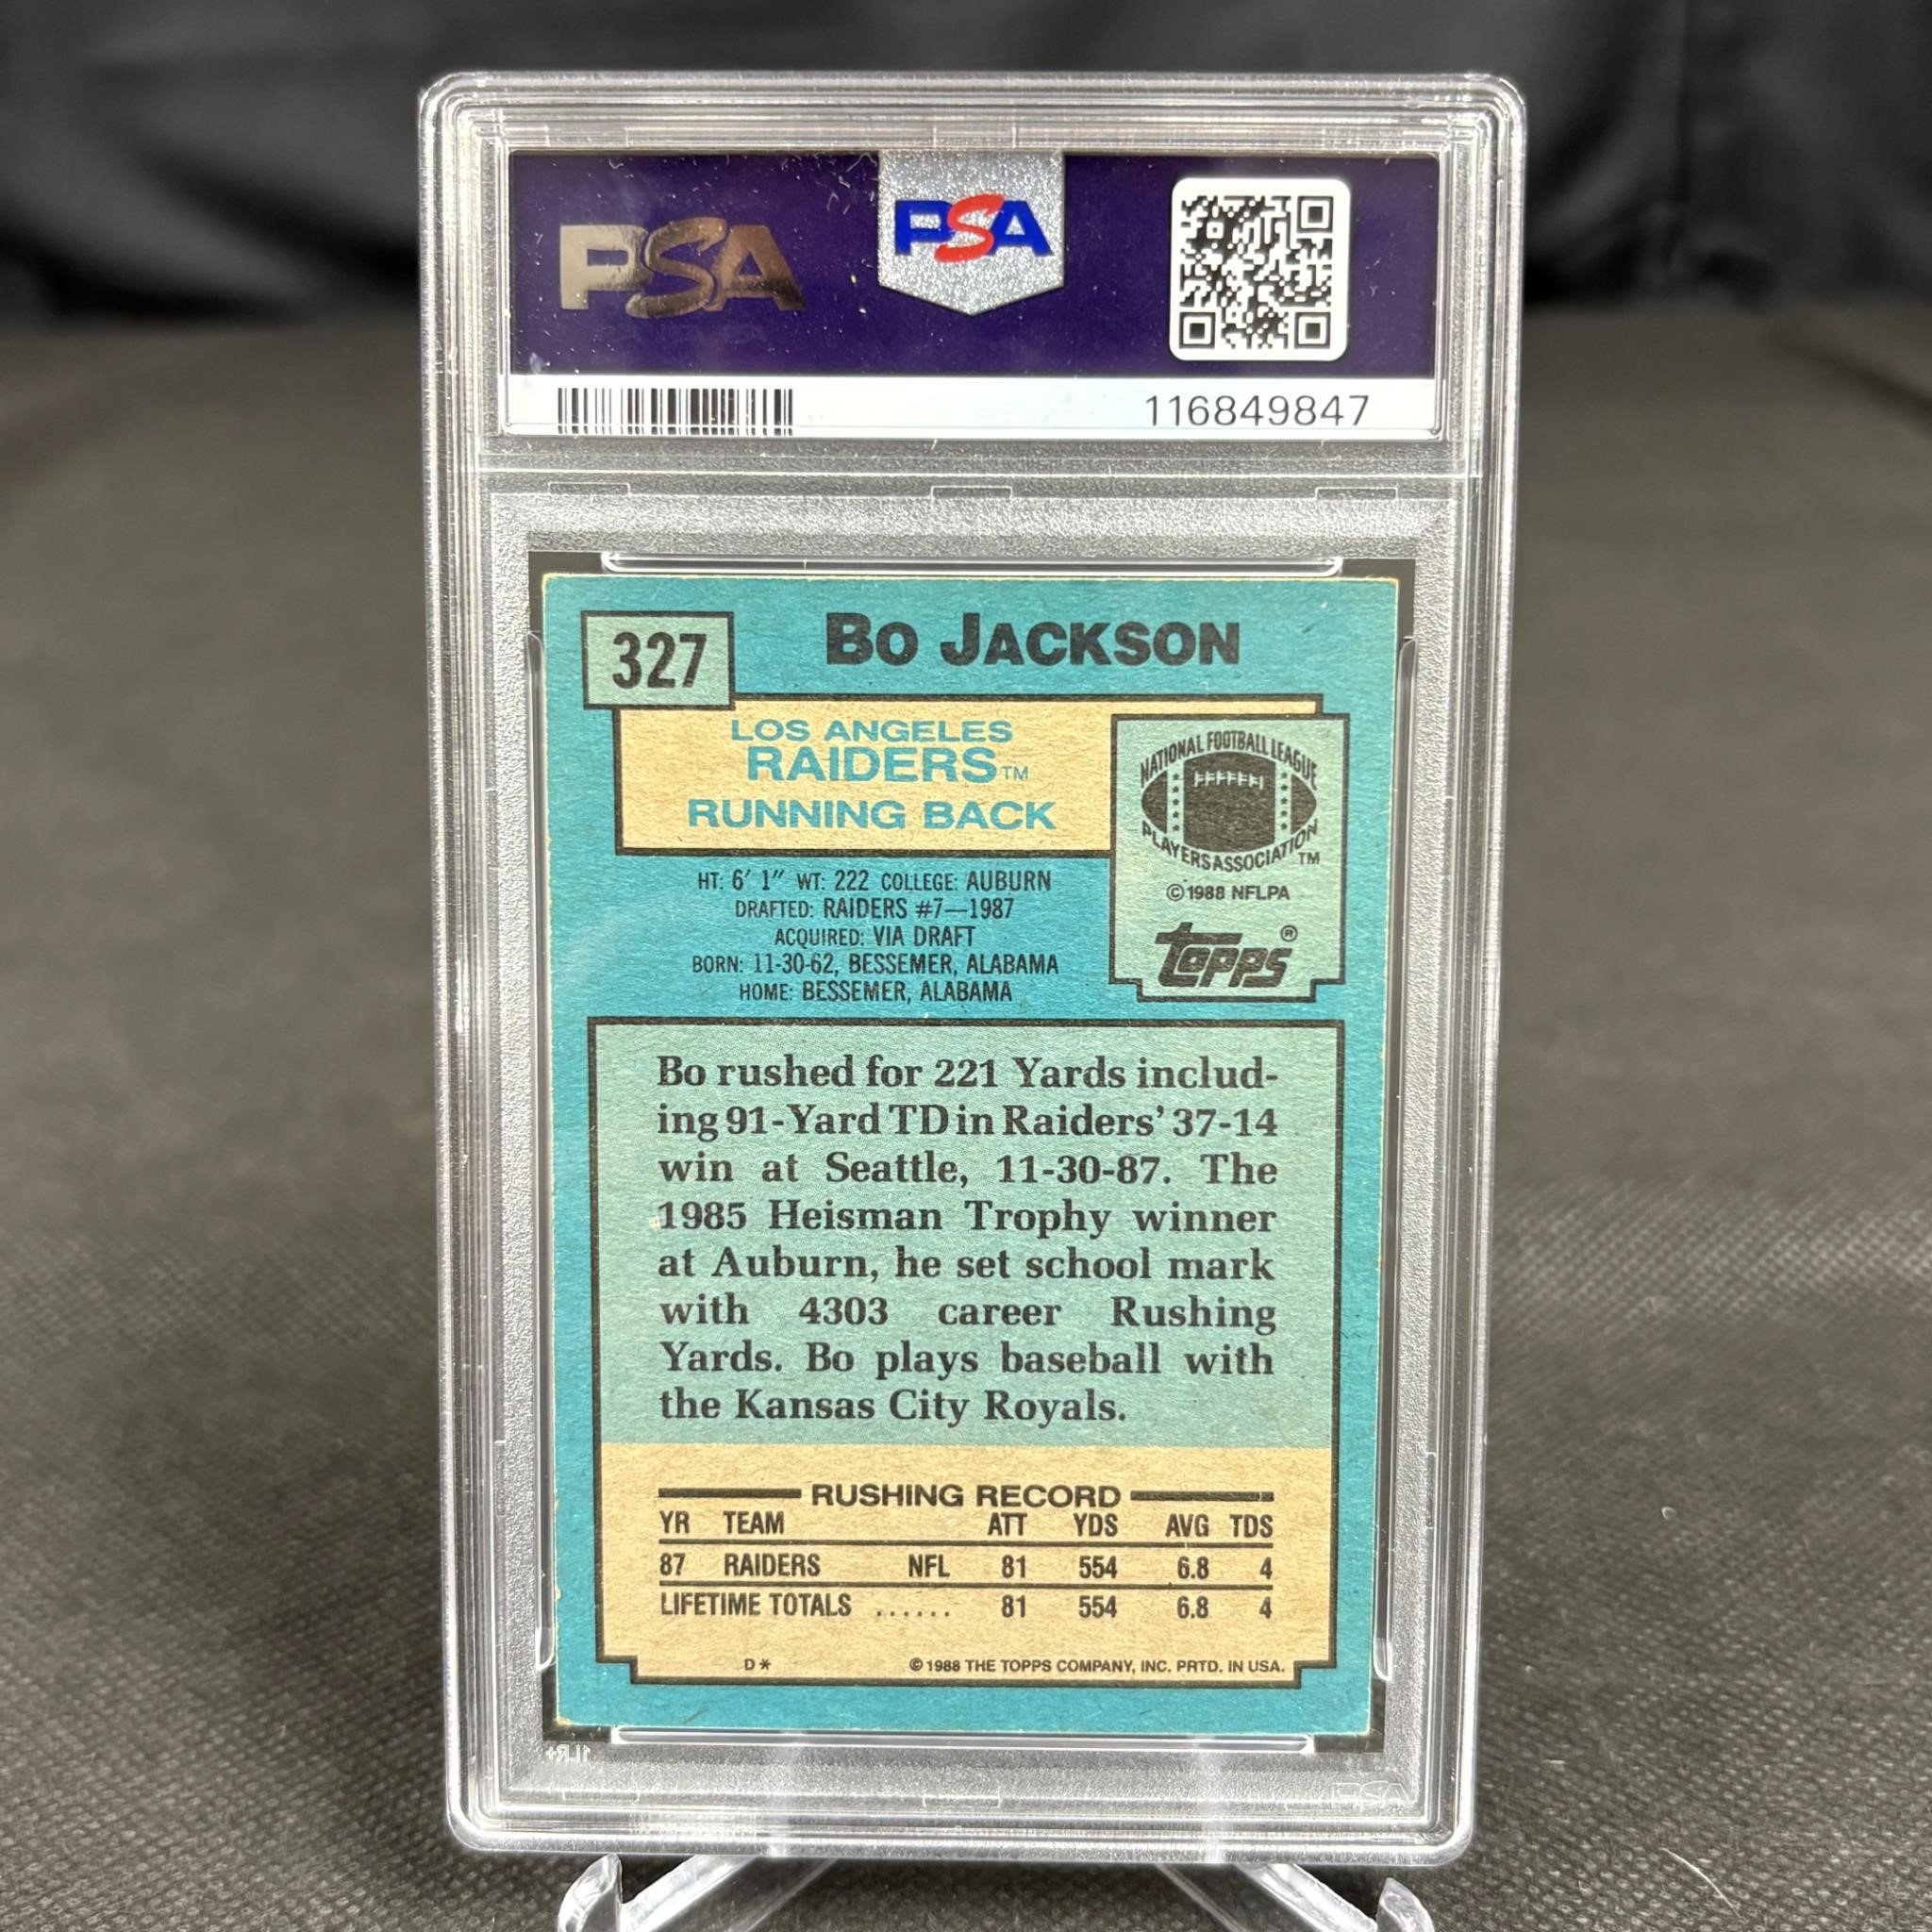 PSA
PSA
116849847
327
BO JACKSON
LOS ANGELES
RAIDERS TM
RUNNING BACK
NATIONAL FOOTBALL LEAGUE
PLAYERS ASSOCIATION TM
© 1988 NFLPA
topps®
HT: 6' 1" WT: 222 COLLEGE: AUBURN
DRAFTED: RAIDERS #7—1987
ACQUIRED: VIA DRAFT
BORN: 11-30-62, BESSEMER, ALABAMA
HOME: BESSEMER, ALABAMA
Bo rushed for 221 Yards includ-
ing 91-Yard TD in Raiders' 37-14
win at Seattle, 11-30-87. The
1985 Heisman Trophy winner
at Auburn, he set school mark
with 4303 career Rushing
Yards. Bo plays baseball with
the Kansas City Royals.
RUSHING RECORD
YR TEAM ATT YDS AVG TDS
87 RAIDERS NFL 81 554 6.8 4
LIFETIME TOTALS ...... 81 554 6.8 4
D* © 1988 THE TOPPS COMPANY, INC. PRTD. IN USA.
1LR+
PSA